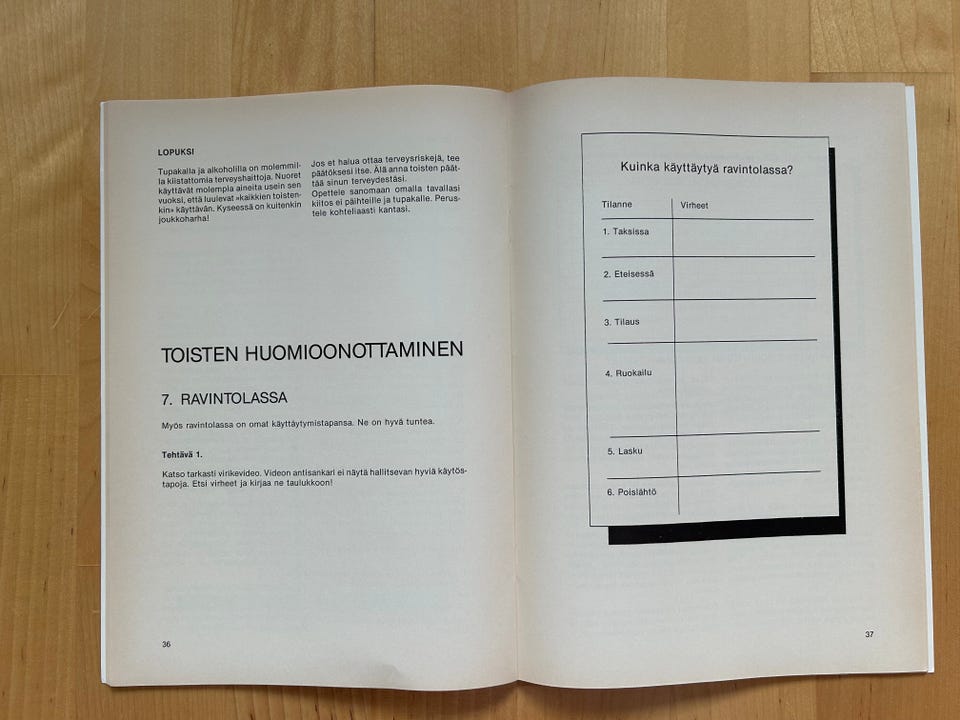 LOPUKSI
Tupakalla ja alkoholilla on molemmil-
la kiistattomia terveyshaittoja. Nuoret
käyttävät molempia aineita usein sen
vuoksi, että luulevat »kaikkien toisten-
kin» käyttävän. Kyseessä on kuitenkin
joukkoharha!
Jos et halua ottaa terveysriskejä, tee
päätöksesi itse. Älä anna toisten päät-
tää sinun terveydestäsi.
Opettele sanomaan omalla tavallasi
kiitos ei päihteille ja tupakalle. Perus-
tele kohteliaasti kantasi.
TOISTEN HUOMIOONOTTAMINEN
7. RAVINTOLASSA
Myös ravintolassa on omat käyttäytymistapansa. Ne on hyvä tuntea.
Tehtävä 1.
Katso tarkasti virikevideo. Videon antisankari ei näytä hallitsevan hyviä käytös-
tapoja. Etsi virheet ja kirjaa ne taulukkoon!
36
Kuinka käyttäytyä ravintolassa?
Tilanne Virheet
1. Taksissa
2. Eteisessä
3. Tilaus
4. Ruokailu
5. Lasku
6. Poislähtö
37